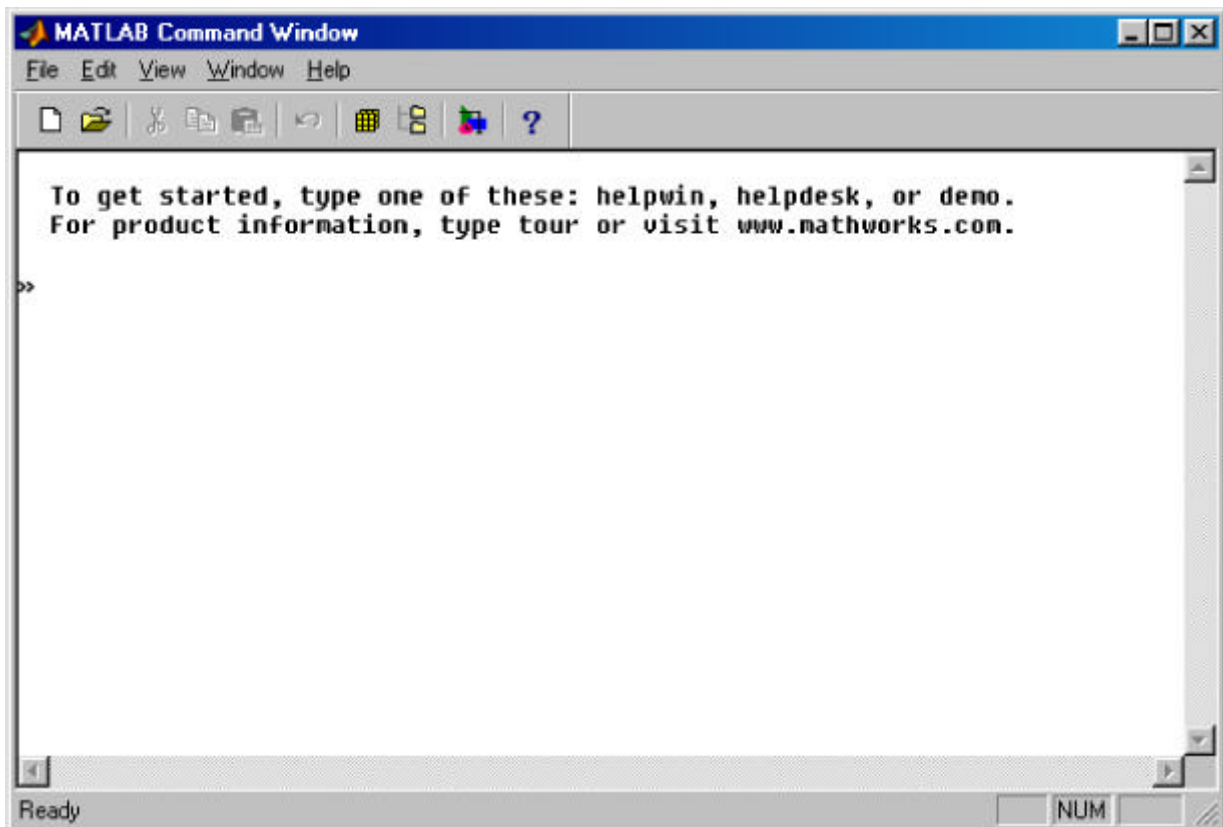 MATLAB Command Window
File Edit View Window Help
?
To get started, type one of these: helpwin, helpdesk, or demo.
For product information, type tour or visit www.mathworks.com.
»
Ready NUM